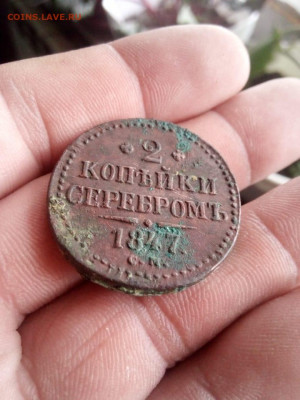 COINS.LAVE.RU
2
КОПѢЙКИ
СЕРЕБРОМЪ
1847
С.М.